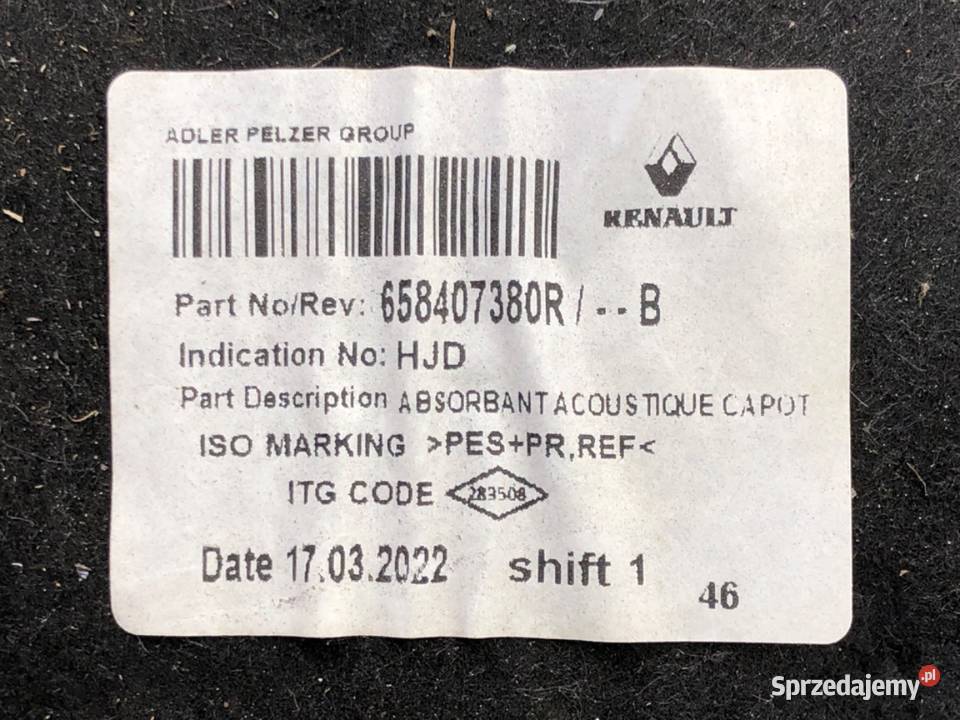 ADLER PELZER GROUP
RENAULT
Part No/Rev: 658407380R / -- B
Indication No: HJD
Part Description ABSORBANT ACOUSTIQUE CAPOT
ISO MARKING >PES+PR,REF<
ITG CODE 283508
Date 17.03.2022 shift 1
46
Sprzedajemy.pl